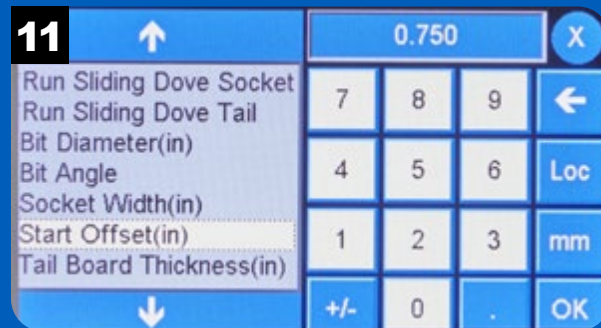 11
0.750
X
Run Sliding Dove Socket
Run Sliding Dove Tail
Bit Diameter(in)
Bit Angle
Socket Width(in)
Start Offset(in)
Tail Board Thickness(in)
7 8 9
4 5 6 Loc
1 2 3 mm
+/- 0 . OK